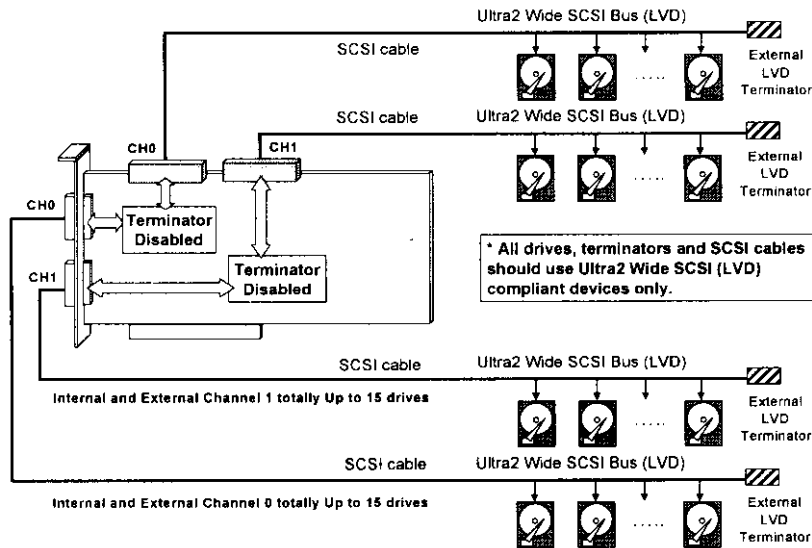 Ultra2 Wide SCSI Bus (LVD)
SCSI cable
External
LVD
Terminator
Ultra2 Wide SCSI Bus (LVD)
SCSI cable
External
LVD
Terminator
CH0
CH1
CH0
CH1
Terminator
Disabled
Terminator
Disabled
* All drives, terminators and SCSI cables
should use Ultra2 Wide SCSI (LVD)
compliant devices only.
SCSI cable
Ultra2 Wide SCSI Bus (LVD)
Internal and External Channel 1 totally Up to 15 drives
External
LVD
Terminator
SCSI cable
Ultra2 Wide SCSI Bus (LVD)
Internal and External Channel 0 totally Up to 15 drives
External
LVD
Terminator